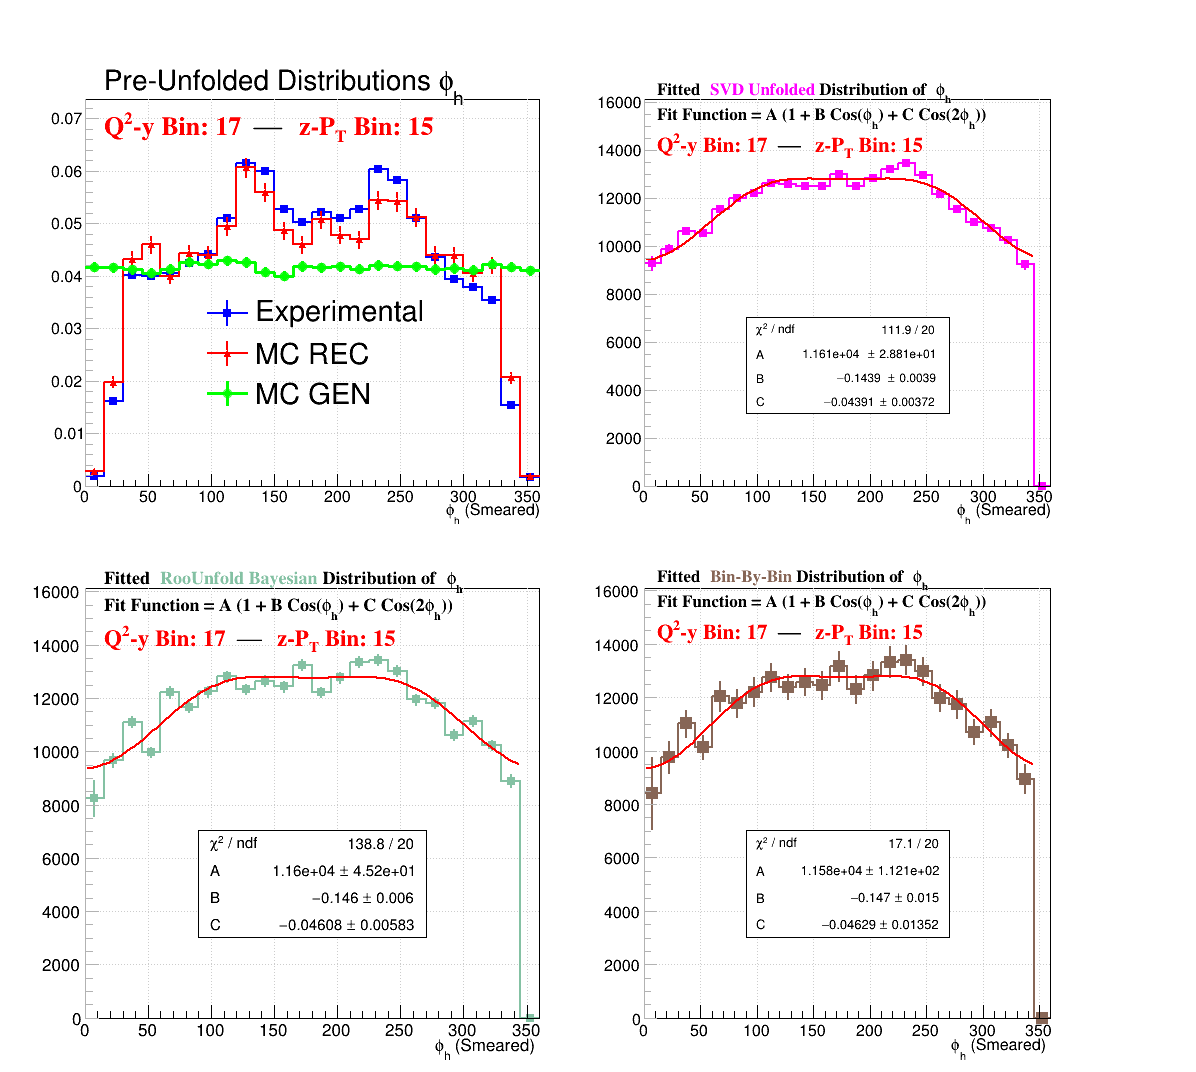 Pre-Unfolded Distributions ϕh
Q2-y Bin: 17 — z-PT Bin: 15
0.07
0.06
0.05
0.04
0.03
0.02
0.01
0
Experimental
MC REC
MC GEN
0 50 100 150 200 250 300 350
ϕh (Smeared)
Fitted SVD Unfolded Distribution of ϕh
Fit Function = A (1 + B Cos(ϕh) + C Cos(2ϕh))
Q2-y Bin: 17 — z-PT Bin: 15
16000
14000
12000
10000
8000
6000
4000
2000
0
χ2 / ndf 111.9 / 20
A 1.161e+04 ± 2.881e+01
B −0.1439 ± 0.0039
C −0.04391 ± 0.00372
0 50 100 150 200 250 300 350
ϕh (Smeared)
Fitted RooUnfold Bayesian Distribution of ϕh
Fit Function = A (1 + B Cos(ϕh) + C Cos(2ϕh))
Q2-y Bin: 17 — z-PT Bin: 15
16000
14000
12000
10000
8000
6000
4000
2000
0
χ2 / ndf 138.8 / 20
A 1.16e+04 ± 4.52e+01
B −0.146 ± 0.006
C −0.04608 ± 0.00583
0 50 100 150 200 250 300 350
ϕh (Smeared)
Fitted Bin-By-Bin Distribution of ϕh
Fit Function = A (1 + B Cos(ϕh) + C Cos(2ϕh))
Q2-y Bin: 17 — z-PT Bin: 15
16000
14000
12000
10000
8000
6000
4000
2000
0
χ2 / ndf 17.1 / 20
A 1.158e+04 ± 1.121e+02
B −0.147 ± 0.015
C −0.04629 ± 0.01352
0 50 100 150 200 250 300 350
ϕh (Smeared)